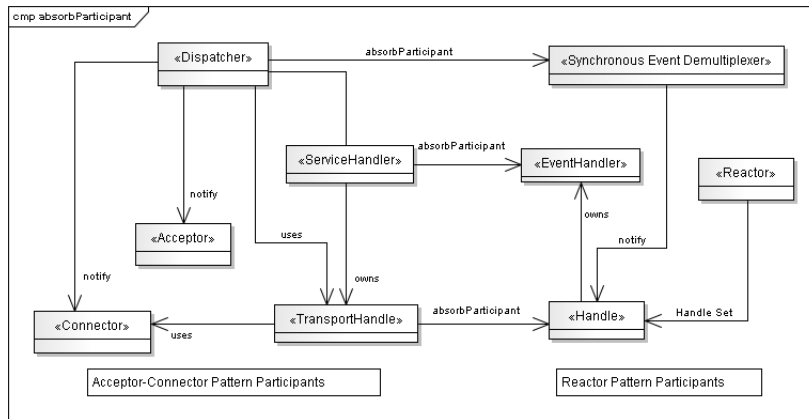 cmp absorbParticipant
«Dispatcher»
absorbParticipant
«Synchronous Event Demultiplexer»
«ServiceHandler»
absorbParticipant
«EventHandler»
«Reactor»
notify
owns
«Acceptor»
uses
notify
notify
owns
«Connector»
uses
«TransportHandle»
absorbParticipant
«Handle»
Handle Set
Acceptor-Connector Pattern Participants
Reactor Pattern Participants